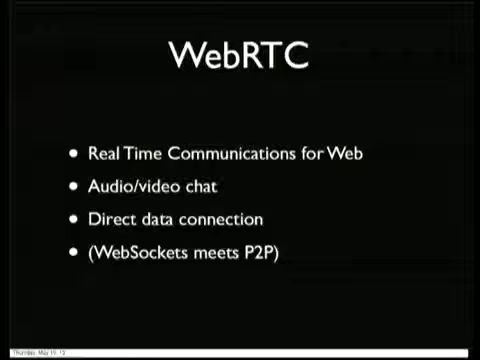 WebRTC
• Real Time Communications for Web
• Audio/video chat
• Direct data connection
• (WebSockets meets P2P)